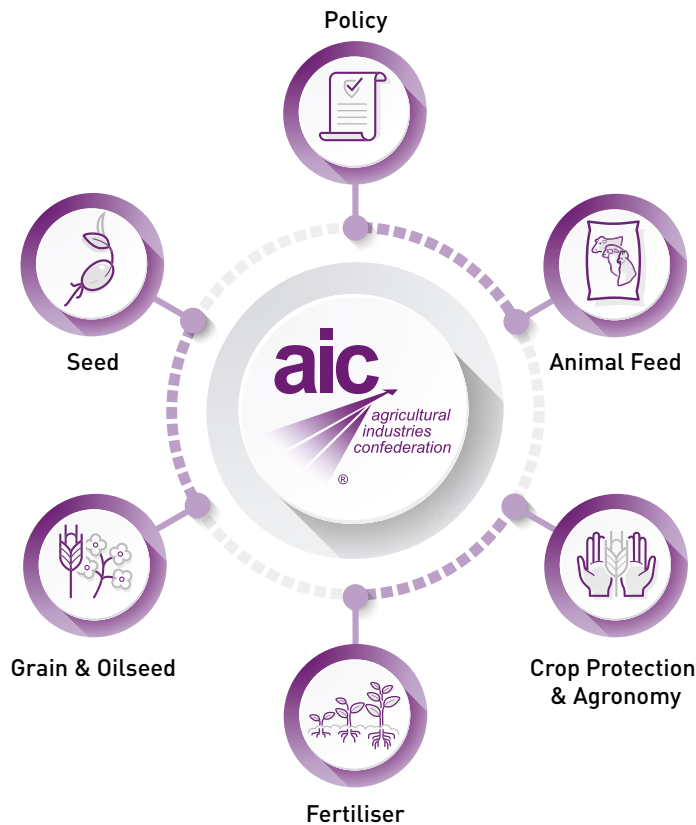 Policy
Seed
Animal Feed
aic
agricultural
industries
confederation
®
Grain & Oilseed
Crop Protection
& Agronomy
Fertiliser